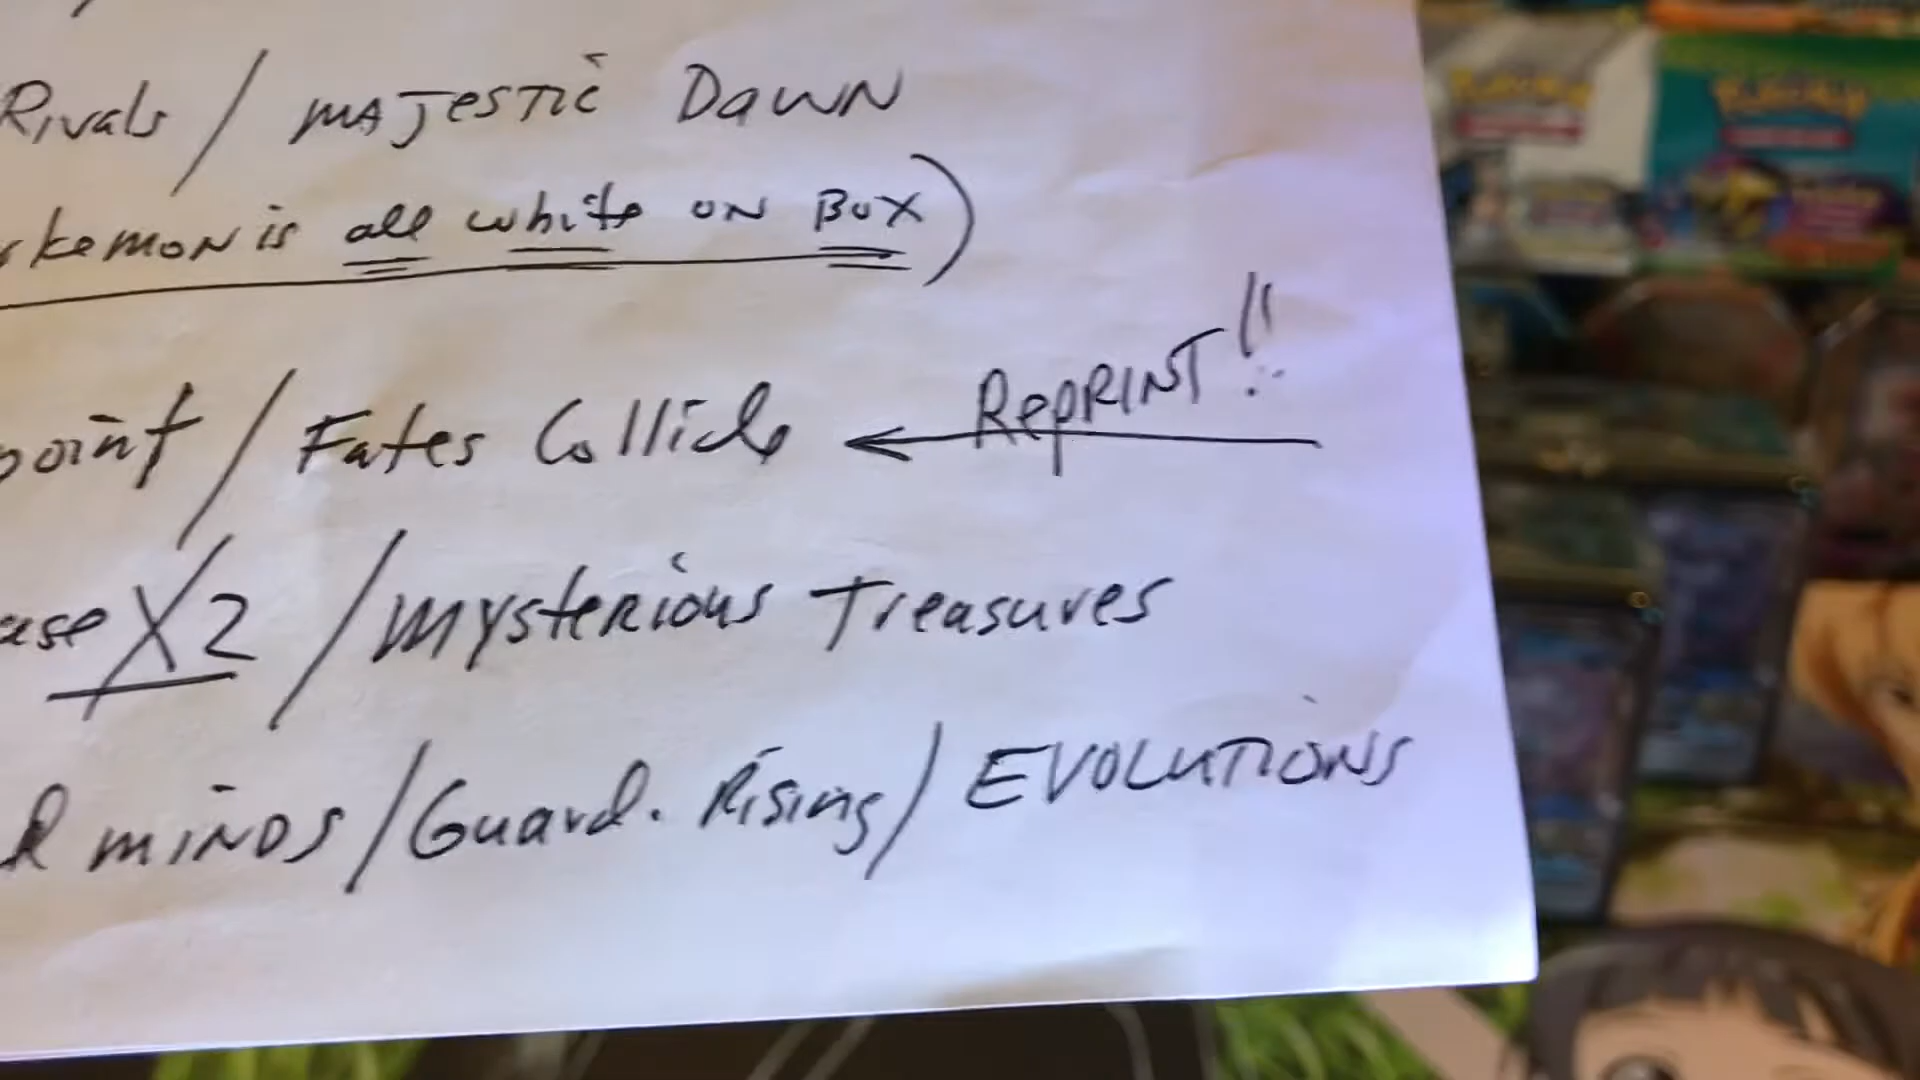 Rivals / MAJESTIC DAWN
kemon is all white on Box)
Reprint!!
point / Fates Collide ←
ase X2 / Mysterious Treasures
d minds / Guard. Rising / EVOLUTIONS